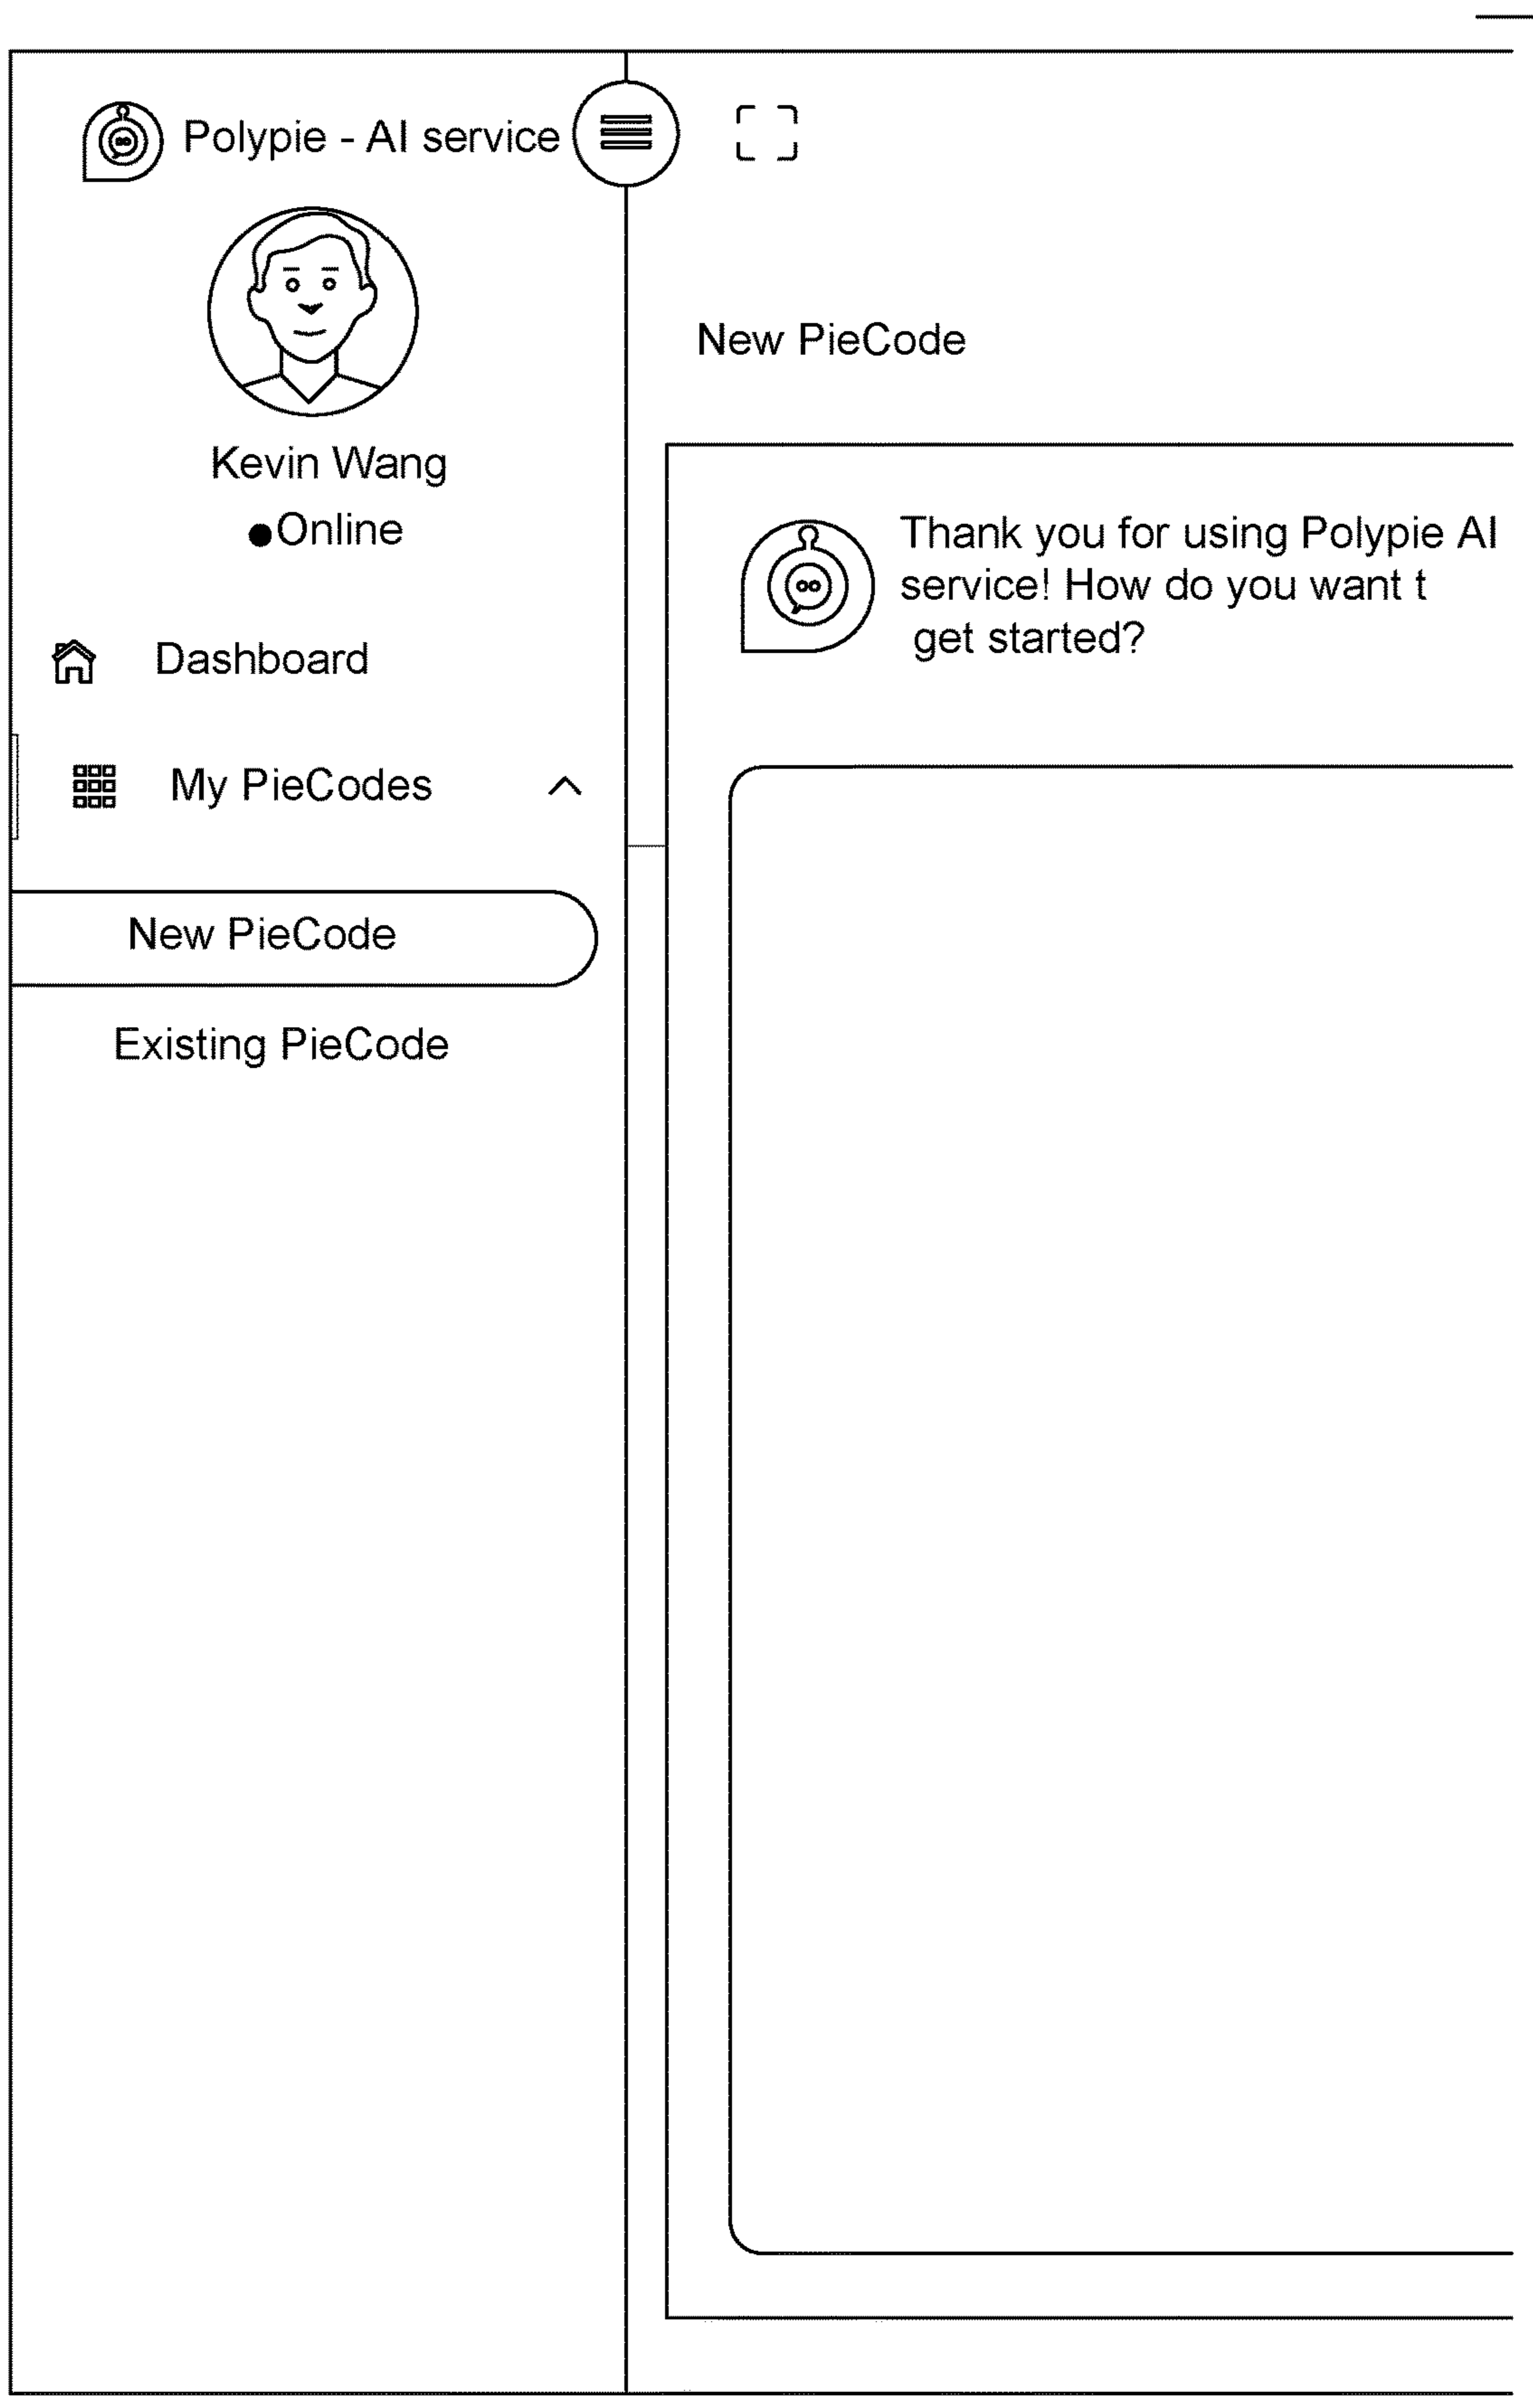 Polypie - AI service
Kevin Wang
Online
Dashboard
My PieCodes
New PieCode
Existing PieCode
New PieCode
Thank you for using Polypie AI
service! How do you want t
get started?